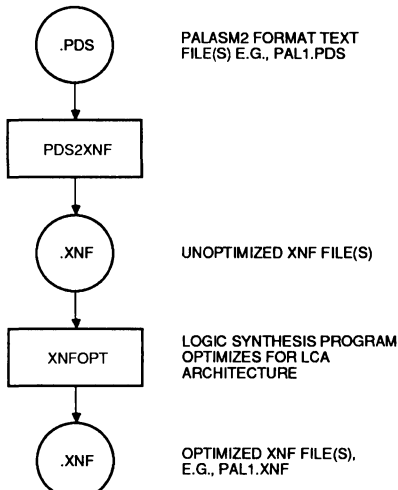 .PDS
PALASM2 FORMAT TEXT
FILE(S) E.G., PAL1.PDS
PDS2XNF
.XNF
UNOPTIMIZED XNF FILE(S)
XNFOPT
LOGIC SYNTHESIS PROGRAM
OPTIMIZES FOR LCA
ARCHITECTURE
.XNF
OPTIMIZED XNF FILE(S),
E.G., PAL1.XNF